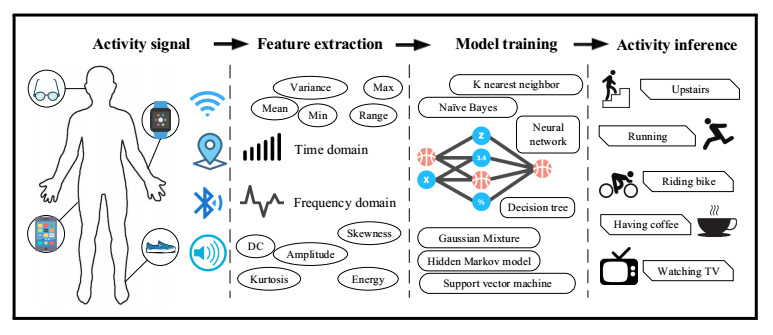 Activity signal
Feature extraction
Model training
Activity inference
Variance
Max
Mean
Min
Range
Time domain
Frequency domain
Skewness
DC
Amplitude
Kurtosis
Energy
K nearest neighbor
Naïve Bayes
Neural
network
Z
3.4
X
%
Decision tree
Gaussian Mixture
Hidden Markov model
Support vector machine
Upstairs
Running
Riding bike
Having coffee
Watching TV